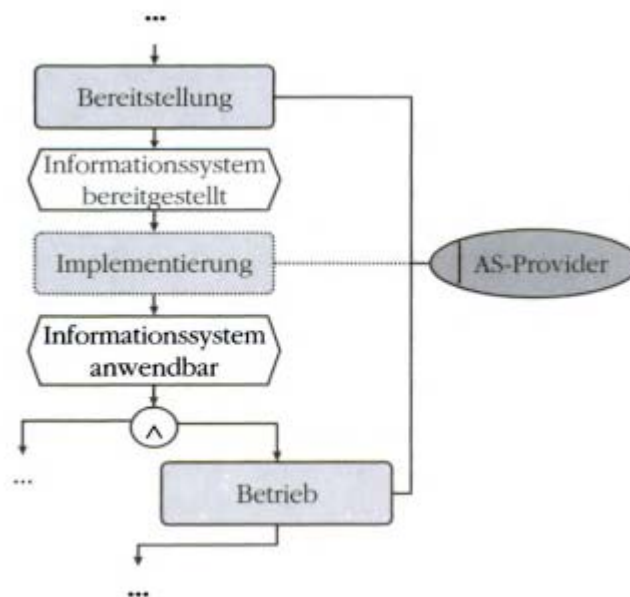 ...
Bereitstellung
Informationssystem
bereitgestellt
Implementierung
AS-Provider
Informationssystem
anwendbar
^
...
Betrieb
...